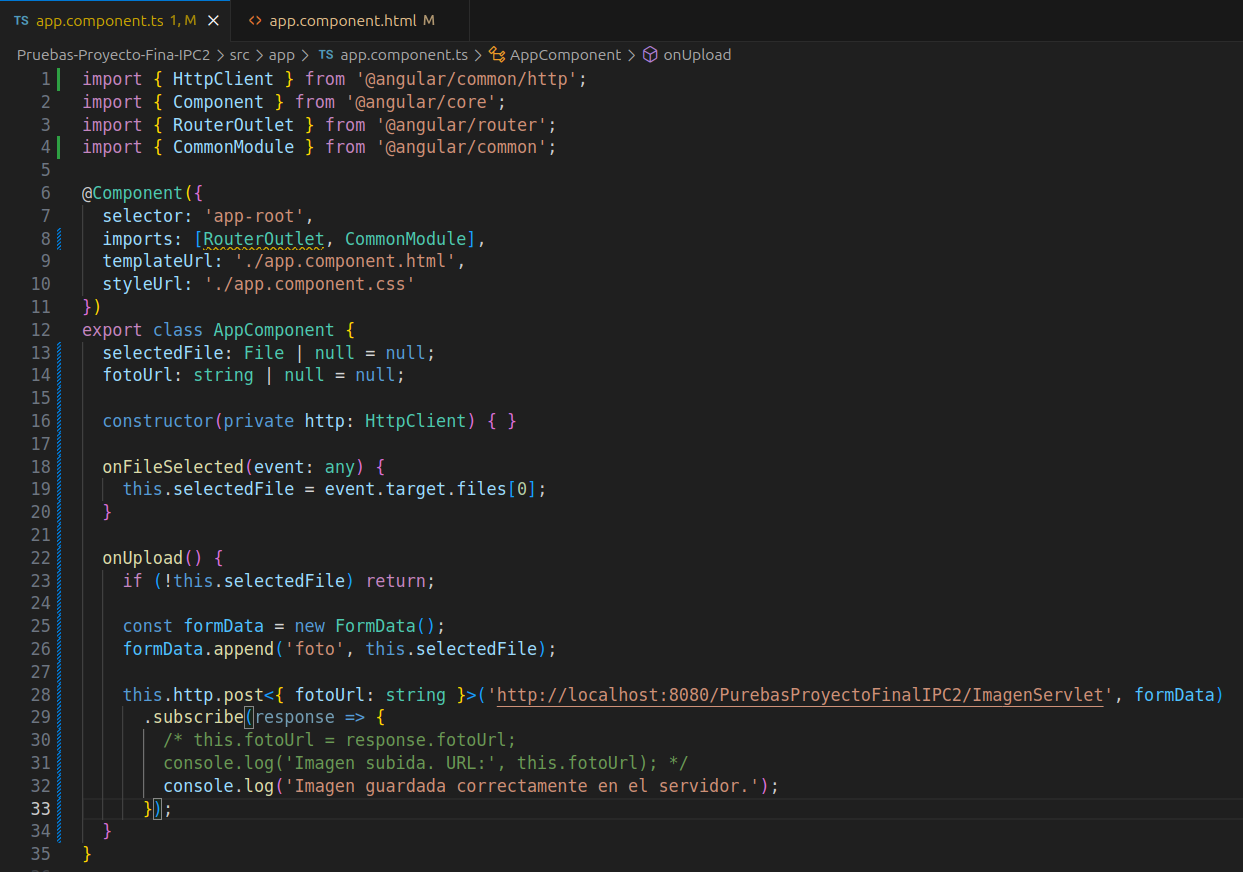 TS app.component.ts 1, M × <> app.component.html M
Pruebas-Proyecto-Fina-IPC2 > src > app > TS app.component.ts > AppComponent > onUpload
1 import { HttpClient } from '@angular/common/http';
2 import { Component } from '@angular/core';
3 import { RouterOutlet } from '@angular/router';
4 import { CommonModule } from '@angular/common';
5
6 @Component({
7   selector: 'app-root',
8   imports: [RouterOutlet, CommonModule],
9   templateUrl: './app.component.html',
10   styleUrl: './app.component.css'
11 })
12 export class AppComponent {
13   selectedFile: File | null = null;
14   fotoUrl: string | null = null;
15
16   constructor(private http: HttpClient) { }
17
18   onFileSelected(event: any) {
19     this.selectedFile = event.target.files[0];
20   }
21
22   onUpload() {
23     if (!this.selectedFile) return;
24
25     const formData = new FormData();
26     formData.append('foto', this.selectedFile);
27
28     this.http.post<{ fotoUrl: string }>('http://localhost:8080/PurebasProyectoFinalIPC2/ImagenServlet', formData)
29       .subscribe(response => {
30         /* this.fotoUrl = response.fotoUrl;
31         console.log('Imagen subida. URL:', this.fotoUrl); */
32         console.log('Imagen guardada correctamente en el servidor.');
33       });
34   }
35 }